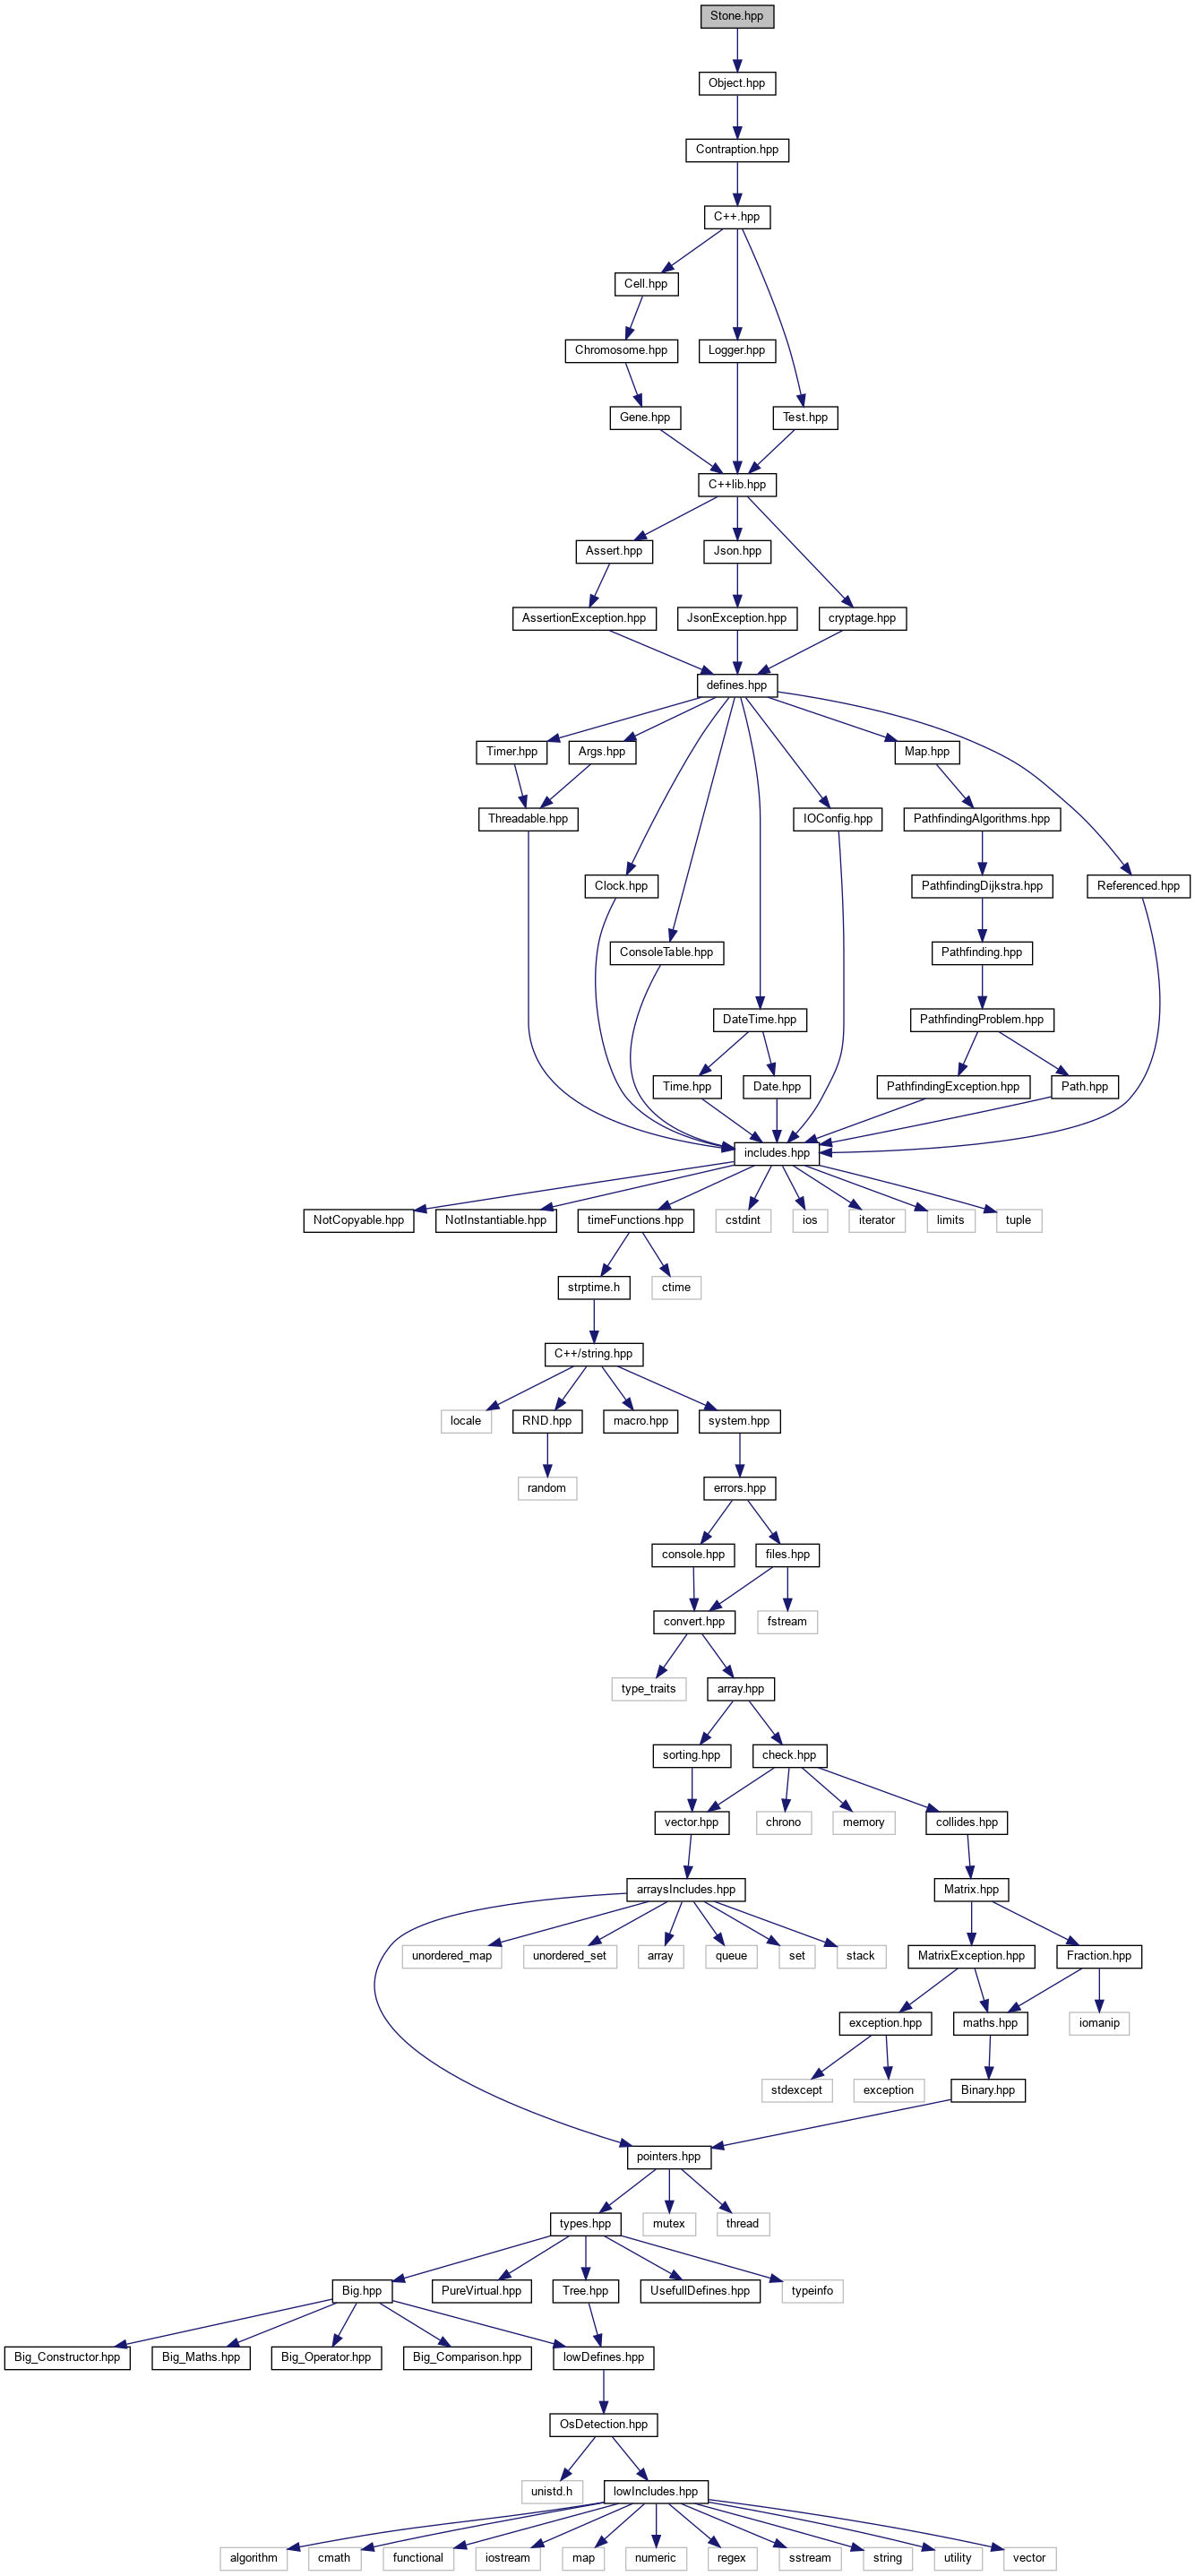 Stone.hpp
Object.hpp
Contraption.hpp
C++.hpp
Cell.hpp
Chromosome.hpp
Logger.hpp
Gene.hpp
Test.hpp
C++lib.hpp
Assert.hpp
Json.hpp
AssertionException.hpp
JsonException.hpp
cryptage.hpp
defines.hpp
Timer.hpp
Args.hpp
Map.hpp
Threadable.hpp
IOConfig.hpp
PathfindingAlgorithms.hpp
Clock.hpp
PathfindingDijkstra.hpp
Referenced.hpp
ConsoleTable.hpp
Pathfinding.hpp
DateTime.hpp
PathfindingProblem.hpp
Time.hpp
Date.hpp
PathfindingException.hpp
Path.hpp
includes.hpp
NotCopyable.hpp
NotInstantiable.hpp
timeFunctions.hpp
cstdint
ios
iterator
limits
tuple
strptime.h
ctime
C++/string.hpp
locale
RND.hpp
macro.hpp
system.hpp
random
errors.hpp
console.hpp
files.hpp
convert.hpp
fstream
type_traits
array.hpp
sorting.hpp
check.hpp
vector.hpp
chrono
memory
collides.hpp
arraysIncludes.hpp
Matrix.hpp
unordered_map
unordered_set
array
queue
set
stack
MatrixException.hpp
Fraction.hpp
exception.hpp
maths.hpp
iomanip
stdexcept
exception
Binary.hpp
pointers.hpp
types.hpp
mutex
thread
Big.hpp
PureVirtual.hpp
Tree.hpp
UsefullDefines.hpp
typeinfo
Big_Constructor.hpp
Big_Maths.hpp
Big_Operator.hpp
Big_Comparison.hpp
lowDefines.hpp
OsDetection.hpp
unistd.h
lowIncludes.hpp
algorithm
cmath
functional
iostream
map
numeric
regex
sstream
string
utility
vector